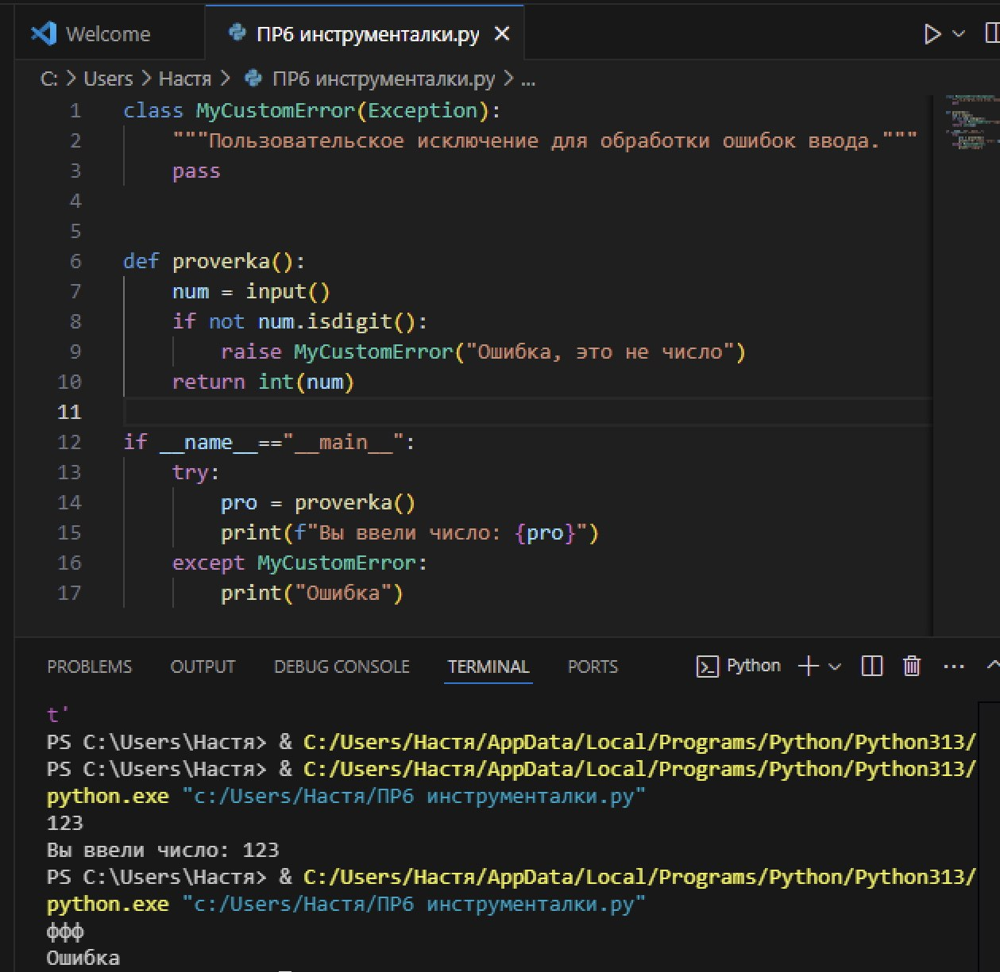 Welcome
ПР6 инструменталки.py
C: > Users > Настя > ПР6 инструменталки.py > ...
1 class MyCustomError(Exception):
2     """Пользовательское исключение для обработки ошибок ввода."""
3     pass
4
5
6 def proverka():
7     num = input()
8     if not num.isdigit():
9         raise MyCustomError("Ошибка, это не число")
10     return int(num)
11
12 if __name__=="__main__":
13     try:
14         pro = proverka()
15         print(f"Вы ввели число: {pro}")
16     except MyCustomError:
17         print("Ошибка")
PROBLEMS OUTPUT DEBUG CONSOLE TERMINAL PORTS Python
t'
PS C:\Users\Настя> & C:/Users/Настя/AppData/Local/Programs/Python/Python313/
PS C:\Users\Настя> & C:/Users/Настя/AppData/Local/Programs/Python/Python313/
python.exe "c:/Users/Настя/ПР6 инструменталки.py"
123
Вы ввели число: 123
PS C:\Users\Настя> & C:/Users/Настя/AppData/Local/Programs/Python/Python313/
python.exe "c:/Users/Настя/ПР6 инструменталки.py"
ффф
Ошибка